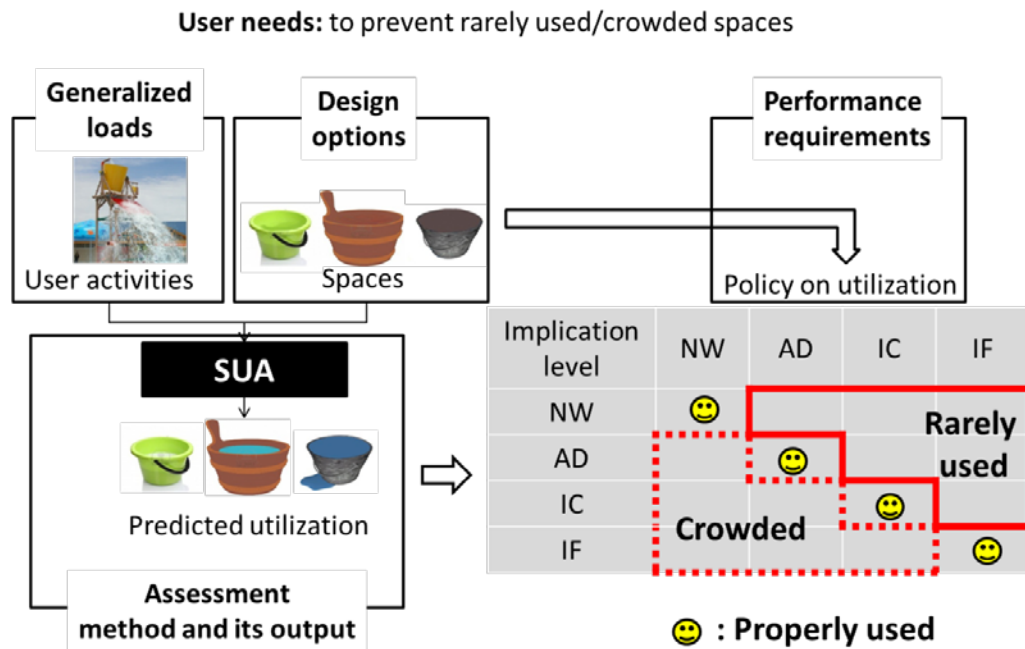 User needs: to prevent rarely used/crowded spaces
Generalized
loads
User activities
Design
options
Spaces
Performance
requirements
Policy on utilization
SUA
Predicted utilization
Assessment
method and its output
Implication
level
NW
AD
IC
IF
NW
AD
IC
IF
Rarely
used
Crowded
: Properly used